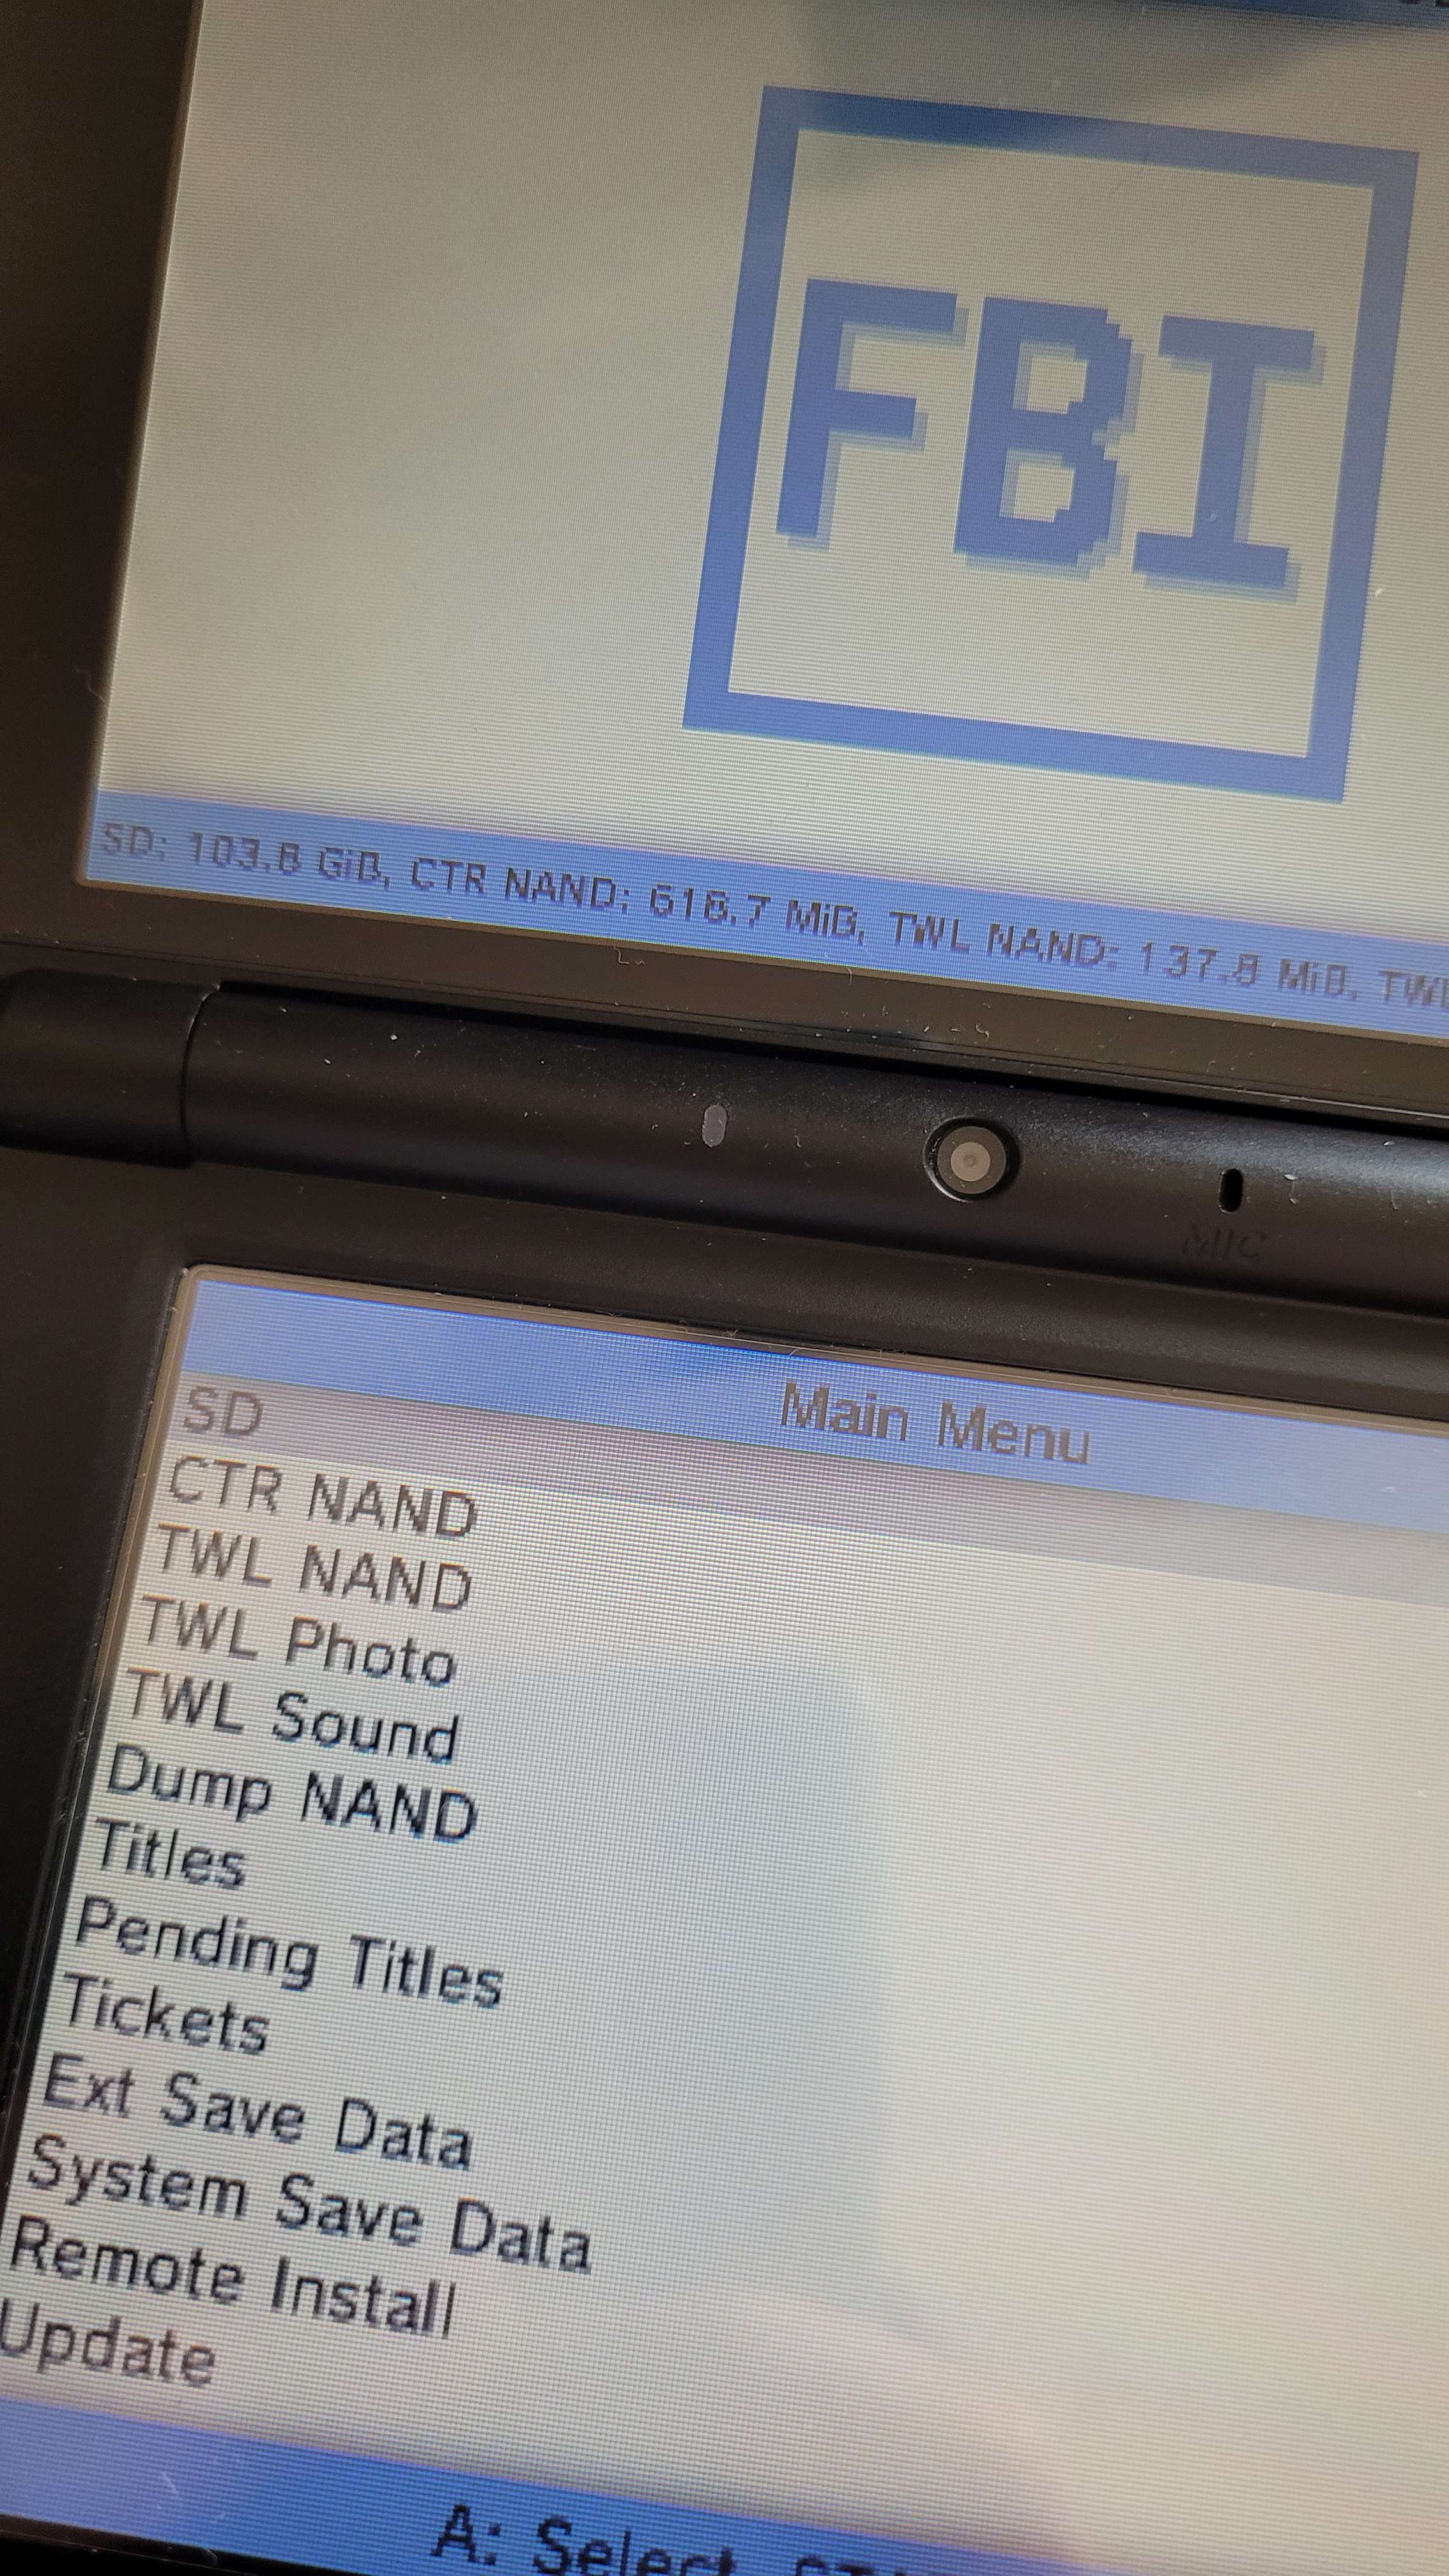 FBI
SD: 103.8 GiB, CTR NAND: 618.7 MiB, TWL NAND: 137.8 MiB, TWL
MIC
Main Menu
SD
CTR NAND
TWL NAND
TWL Photo
TWL Sound
Dump NAND
Titles
Pending Titles
Tickets
Ext Save Data
System Save Data
Remote Install
Update
A: Select,